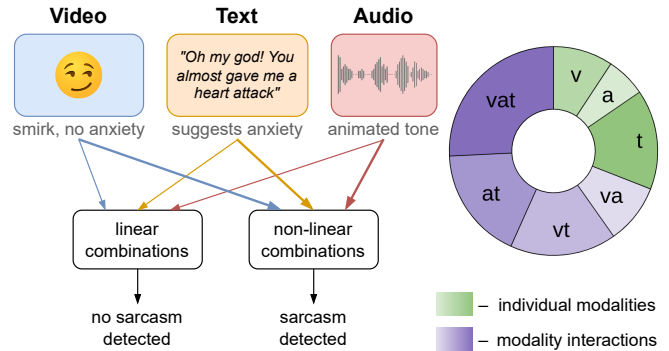 Video
Text
Audio
"Oh my god! You
almost gave me a
heart attack"
smirk, no anxiety
suggests anxiety
animated tone
linear
combinations
non-linear
combinations
no sarcasm
detected
sarcasm
detected
v
a
t
va
vt
at
vat
– individual modalities
– modality interactions